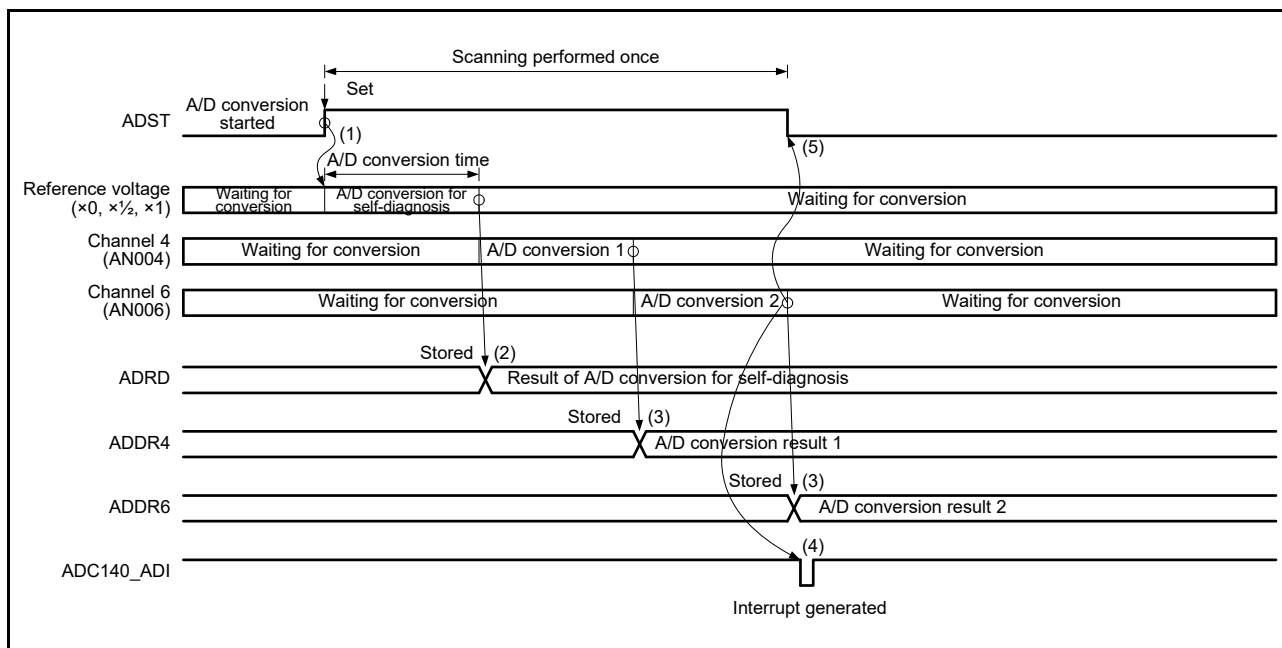 Scanning performed once
Set
A/D conversion
started
ADST
(1)
(5)
A/D conversion time
Reference voltage
(×0, ×½, ×1)
Waiting for
conversion
A/D conversion for
self-diagnosis
Waiting for conversion
Channel 4
(AN004)
Waiting for conversion
A/D conversion 1
Waiting for conversion
Channel 6
(AN006)
Waiting for conversion
A/D conversion 2
Waiting for conversion
Stored (2)
ADRD
Result of A/D conversion for self-diagnosis
Stored (3)
ADDR4
A/D conversion result 1
Stored (3)
ADDR6
A/D conversion result 2
(4)
ADC140_ADI
Interrupt generated